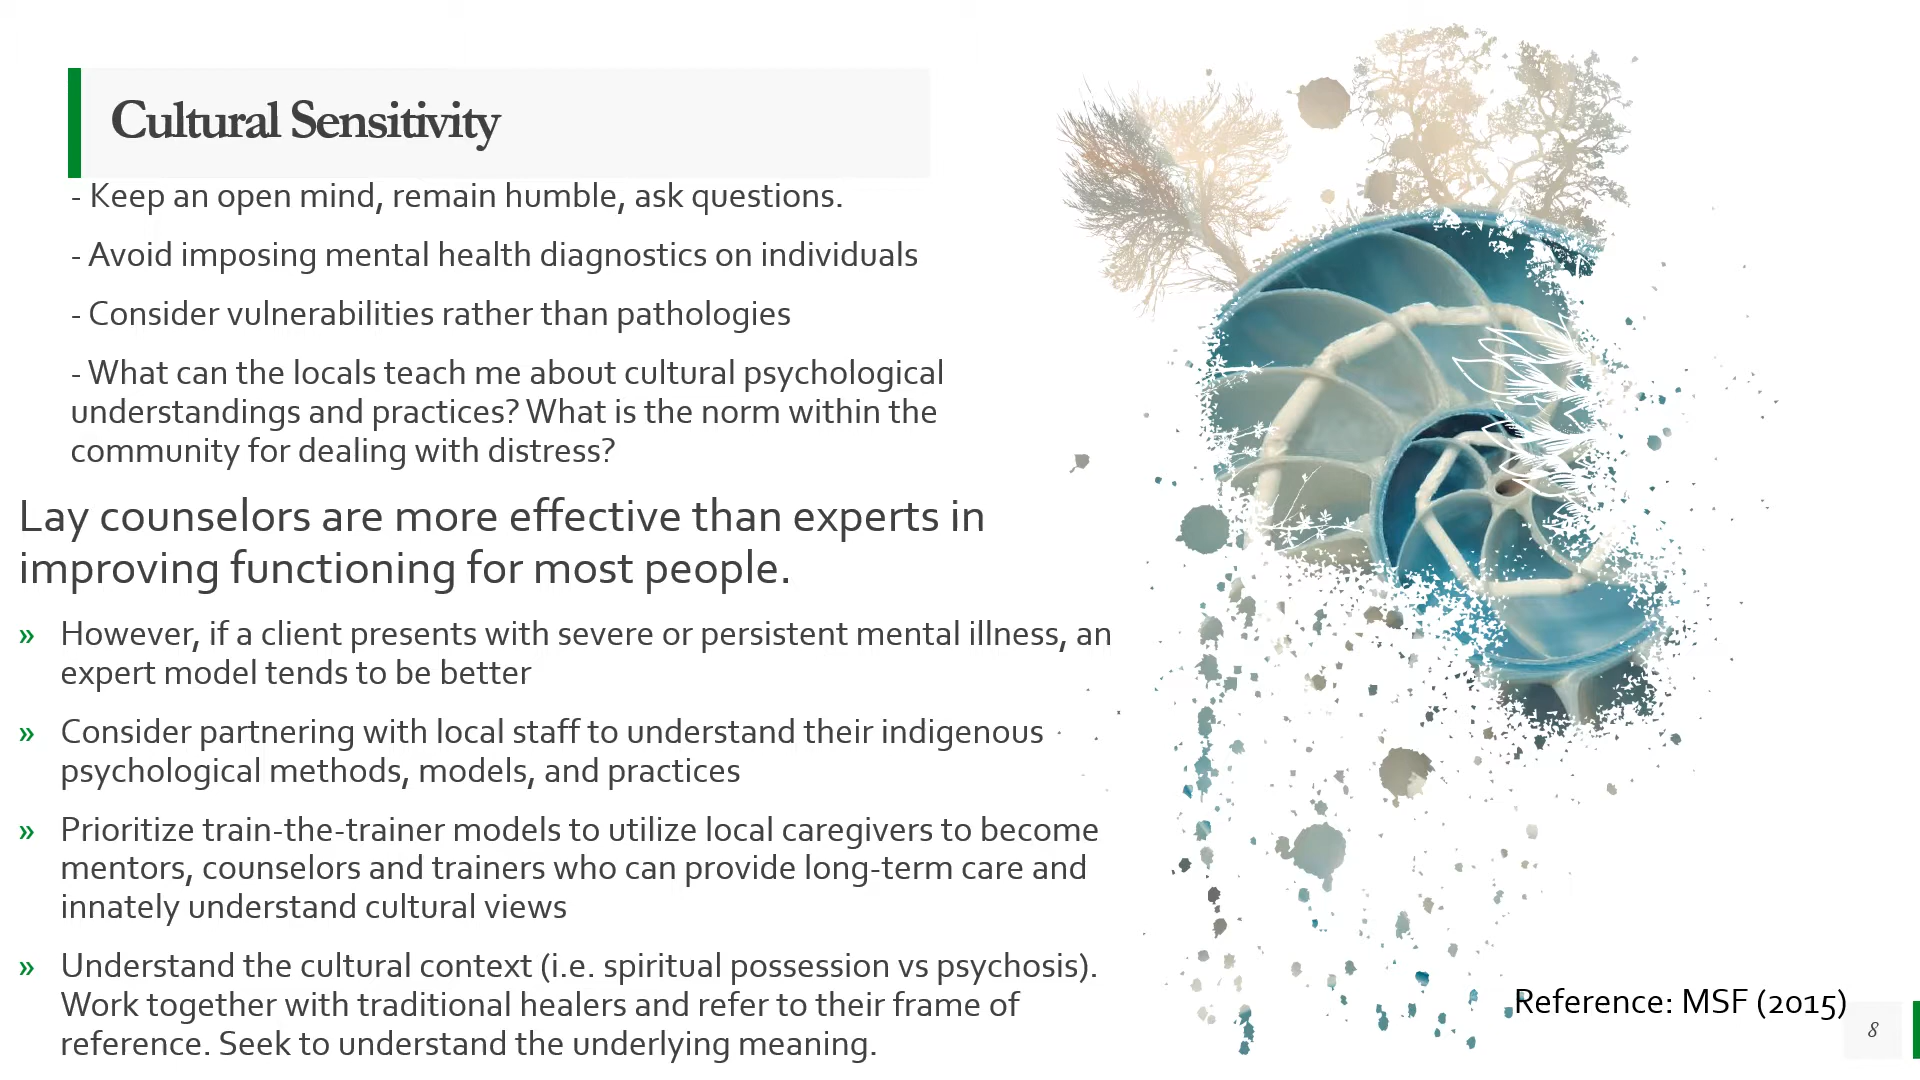 Cultural Sensitivity
- Keep an open mind, remain humble, ask questions.
- Avoid imposing mental health diagnostics on individuals
- Consider vulnerabilities rather than pathologies
- What can the locals teach me about cultural psychological
understandings and practices? What is the norm within the
community for dealing with distress?
Lay counselors are more effective than experts in
improving functioning for most people.
» However, if a client presents with severe or persistent mental illness, an
expert model tends to be better
» Consider partnering with local staff to understand their indigenous
psychological methods, models, and practices
» Prioritize train-the-trainer models to utilize local caregivers to become
mentors, counselors and trainers who can provide long-term care and
innately understand cultural views
» Understand the cultural context (i.e. spiritual possession vs psychosis).
Work together with traditional healers and refer to their frame of
reference. Seek to understand the underlying meaning.
Reference: MSF (2015)
8